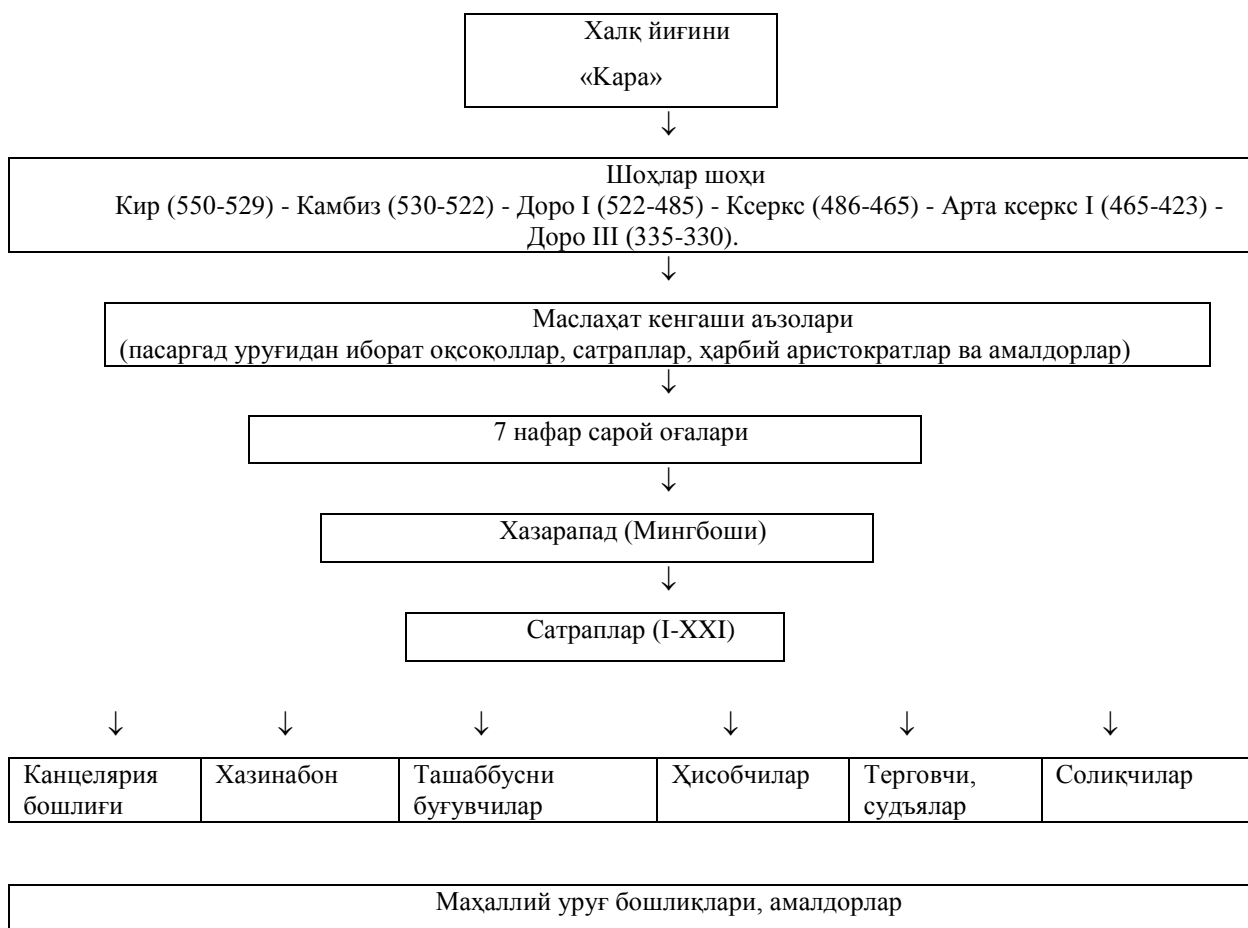 Халқ йиғини
«Кара»
↓
Шоҳлар шоҳи
Кир (550-529) - Камбиз (530-522) - Доро I (522-485) - Ксеркс (486-465) - Арта ксеркс I (465-423) -
Доро III (335-330).
↓
Маслаҳат кенгаши аъзолари
(пасаргад уруғидан иборат оқсоқоллар, сатраплар, ҳарбий аристократлар ва амалдорлар)
↓
7 нафар сарой оғалари
↓
Хазарапад (Мингбоши)
↓
Сатраплар (I-XXI)
↓ ↓ ↓ ↓ ↓ ↓
Канцелярия
бошлиғи
Хазинабон
Ташаббусни
буғувчилар
Ҳисобчилар
Терговчи,
судъялар
Солиқчилар
Маҳаллий уруғ бошлиқлари, амалдорлар